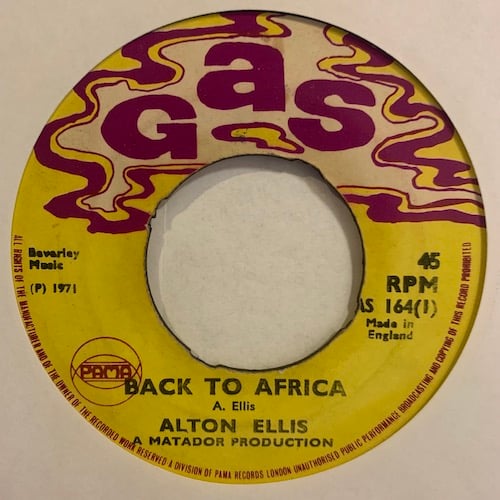 Gas
Beverley
Music
(P) 1971
45
RPM
AS 164(1)
Made in
England
PAMA
BACK TO AFRICA
A. Ellis
ALTON ELLIS
A MATADOR PRODUCTION
ALL RIGHTS OF THE MANUFACTURER AND OF THE OWNER OF THE RECORDED WORK RESERVED A DIVISION OF PAMA RECORDS LONDON UNAUTHORISED PUBLIC PERFORMANCE BROADCASTING AND COPYING OF THIS RECORD PROHIBITED